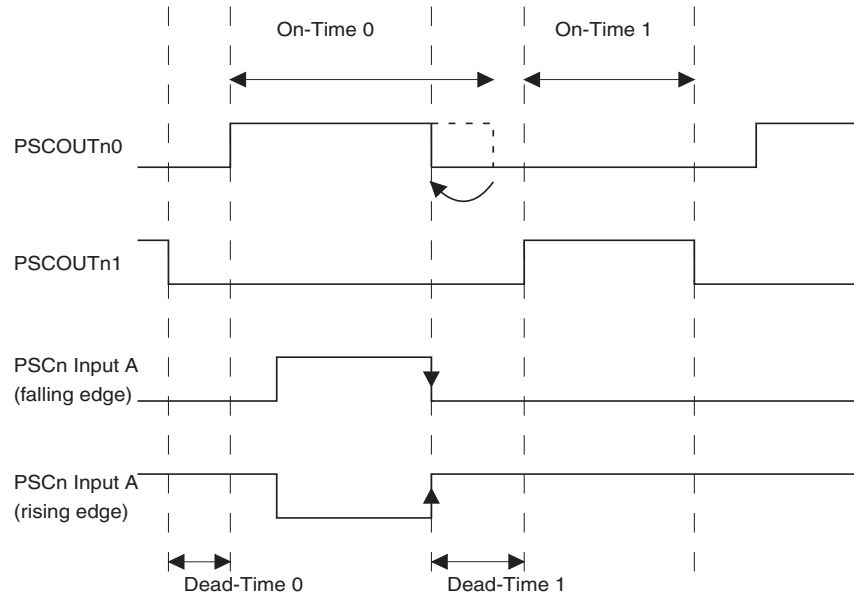 On-Time 0
On-Time 1
PSCOUTn0
PSCOUTn1
PSCn Input A
(falling edge)
PSCn Input A
(rising edge)
Dead-Time 0
Dead-Time 1